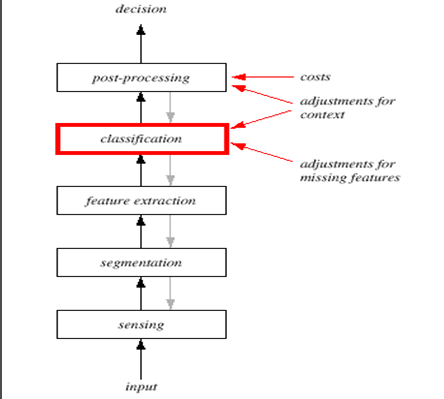 decision
post-processing
costs
adjustments for
context
classification
adjustments for
missing features
feature extraction
segmentation
sensing
input